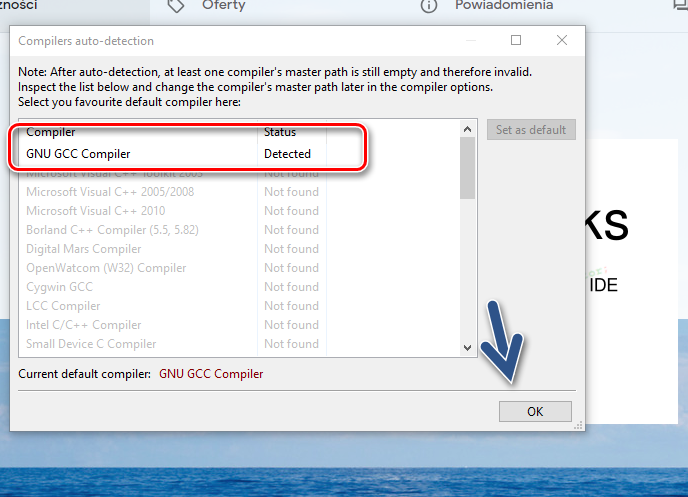 zności
Oferty
Powiadomienia
Compilers auto-detection
Note: After auto-detection, at least one compiler's master path is still empty and therefore invalid.
Inspect the list below and change the compiler's master path later in the compiler options.
Select you favourite default compiler here:
Compiler Status
Set as default
GNU GCC Compiler Detected
Microsoft Visual C++ Toolkit 2003 Not found
Microsoft Visual C++ 2005/2008 Not found
Microsoft Visual C++ 2010 Not found
Borland C++ Compiler (5.5, 5.82) Not found
Digital Mars Compiler Not found
OpenWatcom (W32) Compiler Not found
Cygwin GCC Not found
LCC Compiler Not found
Intel C/C++ Compiler Not found
Small Device C Compiler Not found
ks
IDE
Current default compiler: GNU GCC Compiler
OK